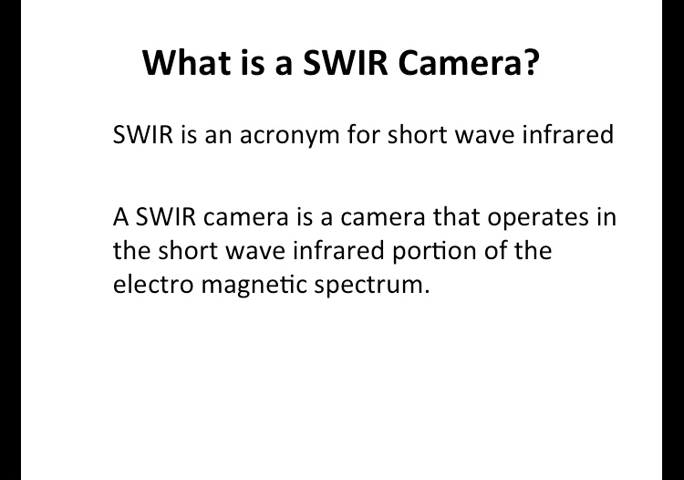 What is a SWIR Camera?
SWIR is an acronym for short wave infrared
A SWIR camera is a camera that operates in
the short wave infrared portion of the
electro magnetic spectrum.